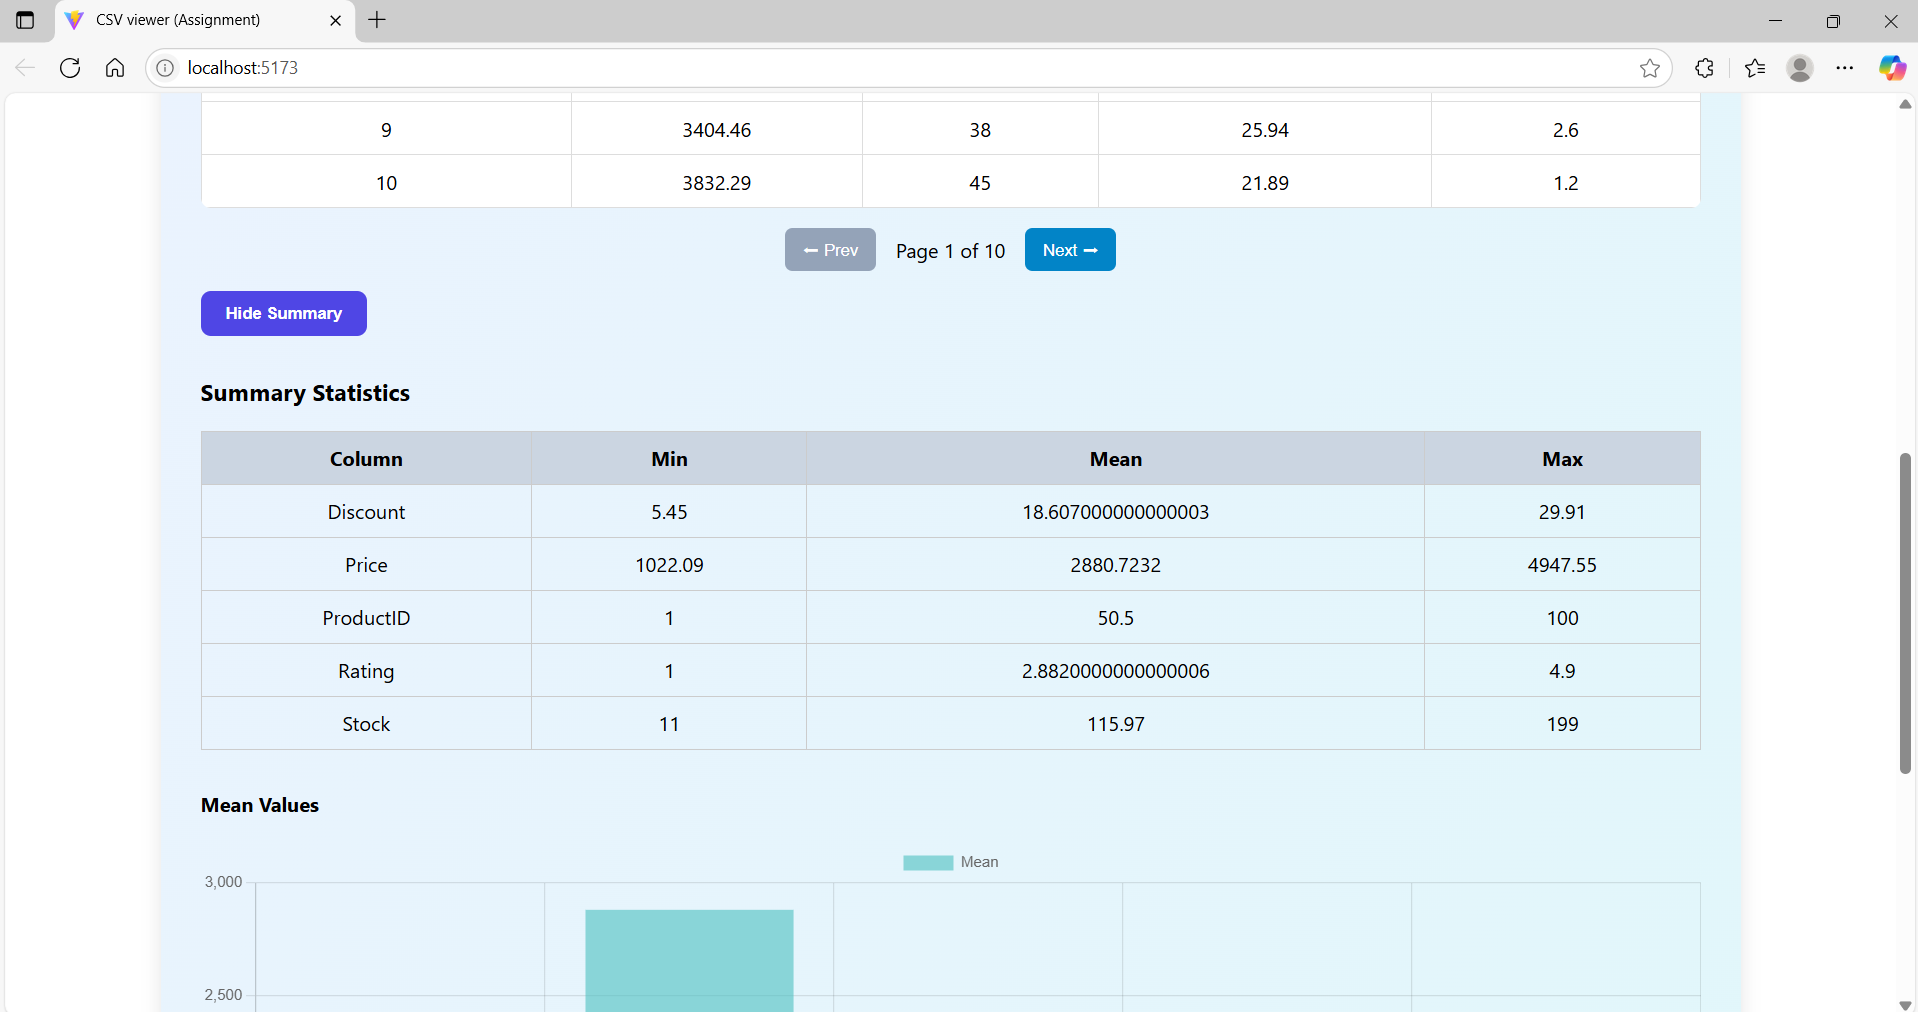 CSV viewer (Assignment)
localhost:5173
9 3404.46 38 25.94 2.6
10 3832.29 45 21.89 1.2
← Prev Page 1 of 10 Next →
Hide Summary
Summary Statistics
Column Min Mean Max
Discount 5.45 18.607000000000003 29.91
Price 1022.09 2880.7232 4947.55
ProductID 1 50.5 100
Rating 1 2.8820000000000006 4.9
Stock 11 115.97 199
Mean Values
Mean
3,000
2,500